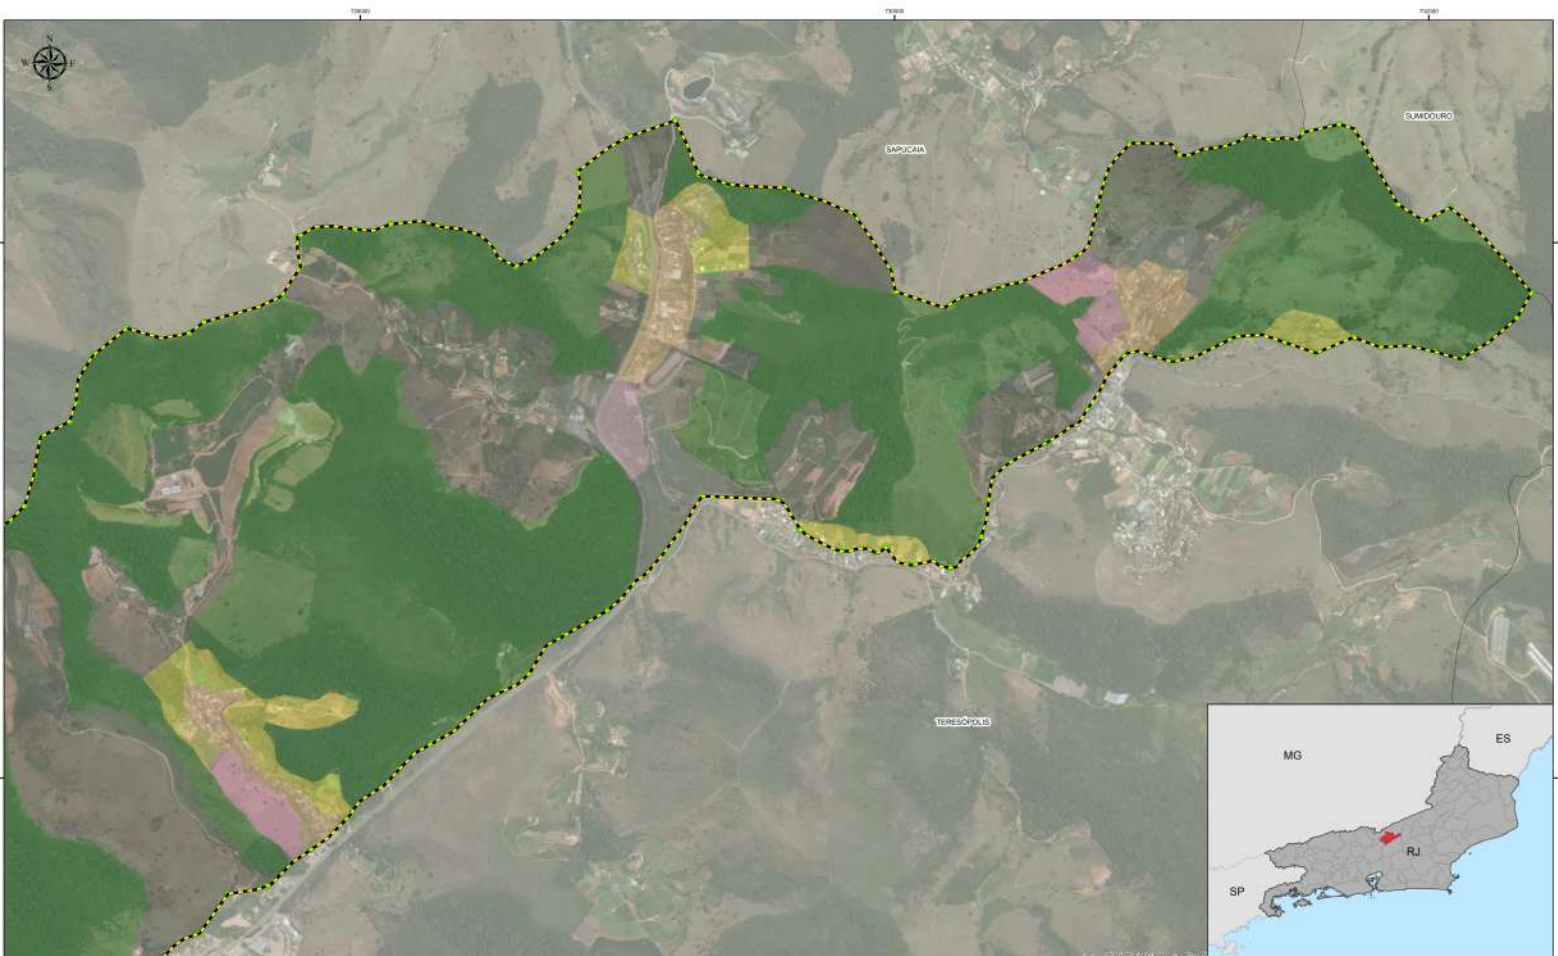 N
W E
S
SUMIDOURO
SAPUCAIA
TERESÓPOLIS
MG
ES
RJ
SP